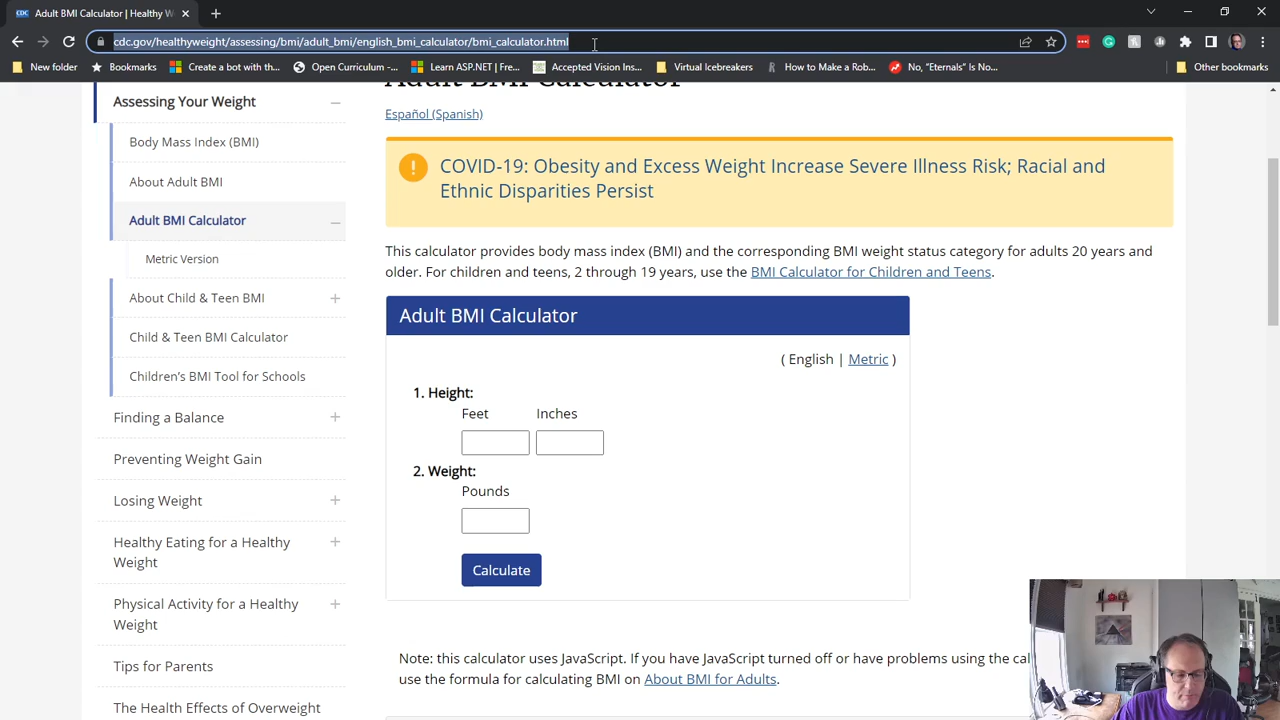 CDC
Adult BMI Calculator | Healthy W
cdc.gov/healthyweight/assessing/bmi/adult_bmi/english_bmi_calculator/bmi_calculator.html
New folder
Bookmarks
Create a bot with th...
Open Curriculum -...
Learn ASP.NET | Fre...
Accepted Vision Ins...
Virtual Icebreakers
How to Make a Rob...
No, “Eternals” Is No...
Other bookmarks
Adult BMI Calculator
Assessing Your Weight
Body Mass Index (BMI)
About Adult BMI
Adult BMI Calculator
Metric Version
About Child & Teen BMI
Child & Teen BMI Calculator
Children’s BMI Tool for Schools
Finding a Balance
Preventing Weight Gain
Losing Weight
Healthy Eating for a Healthy
Weight
Physical Activity for a Healthy
Weight
Tips for Parents
The Health Effects of Overweight
Español (Spanish)
COVID-19: Obesity and Excess Weight Increase Severe Illness Risk; Racial and
Ethnic Disparities Persist
This calculator provides body mass index (BMI) and the corresponding BMI weight status category for adults 20 years and
older. For children and teens, 2 through 19 years, use the BMI Calculator for Children and Teens.
Adult BMI Calculator
( English | Metric )
1. Height:
Feet Inches
2. Weight:
Pounds
Calculate
Note: this calculator uses JavaScript. If you have JavaScript turned off or have problems using the cal
use the formula for calculating BMI on About BMI for Adults.